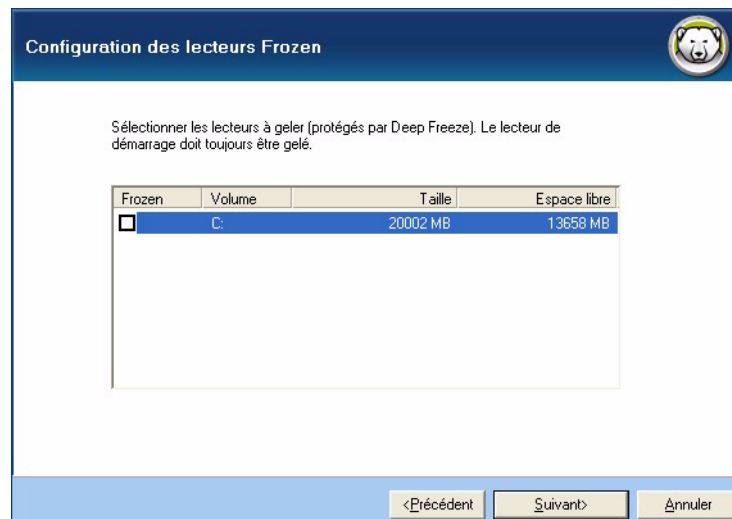 Configuration des lecteurs Frozen
Sélectionner les lecteurs à geler (protégés par Deep Freeze). Le lecteur de
démarrage doit toujours être gelé.
Frozen Volume Taille Espace libre
C: 20002 MB 13658 MB
<Précédent Suivant> Annuler